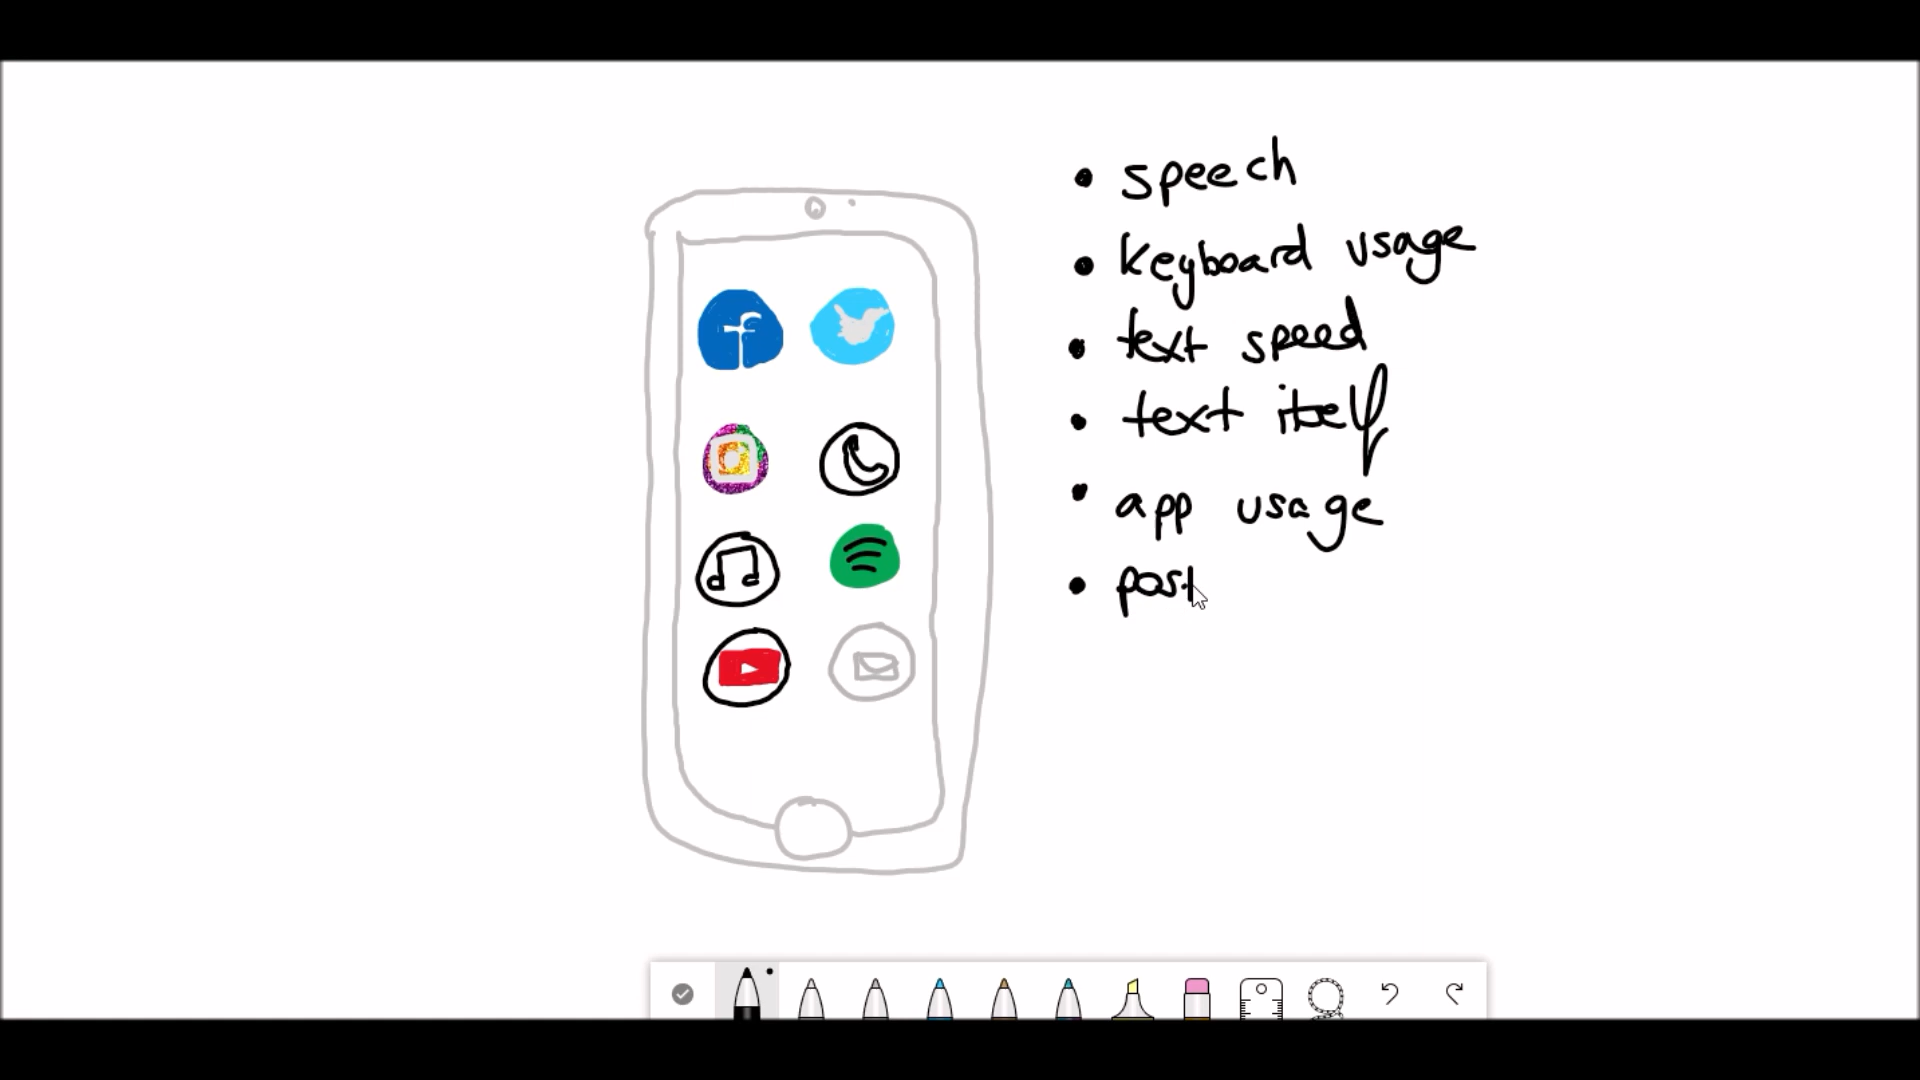 • speech
• keyboard usage
• text speed
• text itself
• app usage
• post